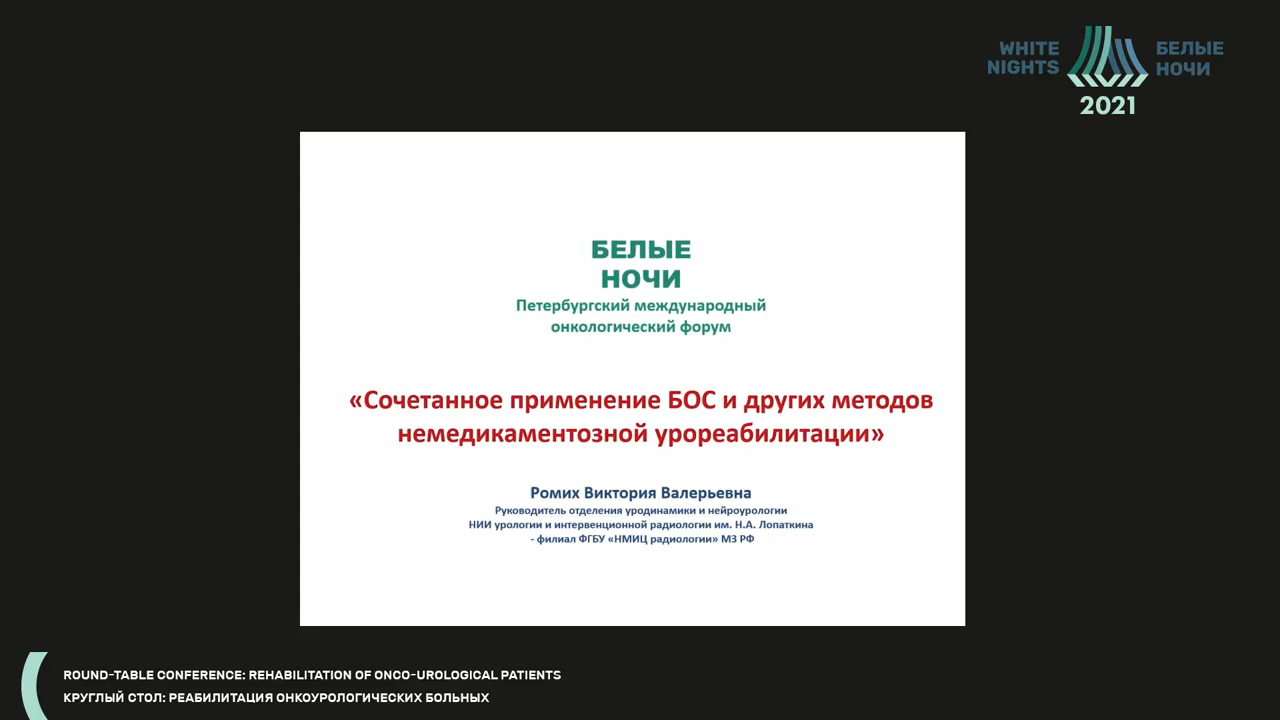 WHITE
NIGHTS
БЕЛЫЕ
НОЧИ
2021
БЕЛЫЕ
НОЧИ
Петербургский международный
онкологический форум
«Сочетанное применение БОС и других методов
немедикаментозной урореабилитации»
Ромих Виктория Валерьевна
Руководитель отделения уродинамики и нейроурологии
НИИ урологии и интервенционной радиологии им. Н.А. Лопаткина
- филиал ФГБУ «НМИЦ радиологии» МЗ РФ
ROUND-TABLE CONFERENCE: REHABILITATION OF ONCO-UROLOGICAL PATIENTS
КРУГЛЫЙ СТОЛ: РЕАБИЛИТАЦИЯ ОНКОУРОЛОГИЧЕСКИХ БОЛЬНЫХ